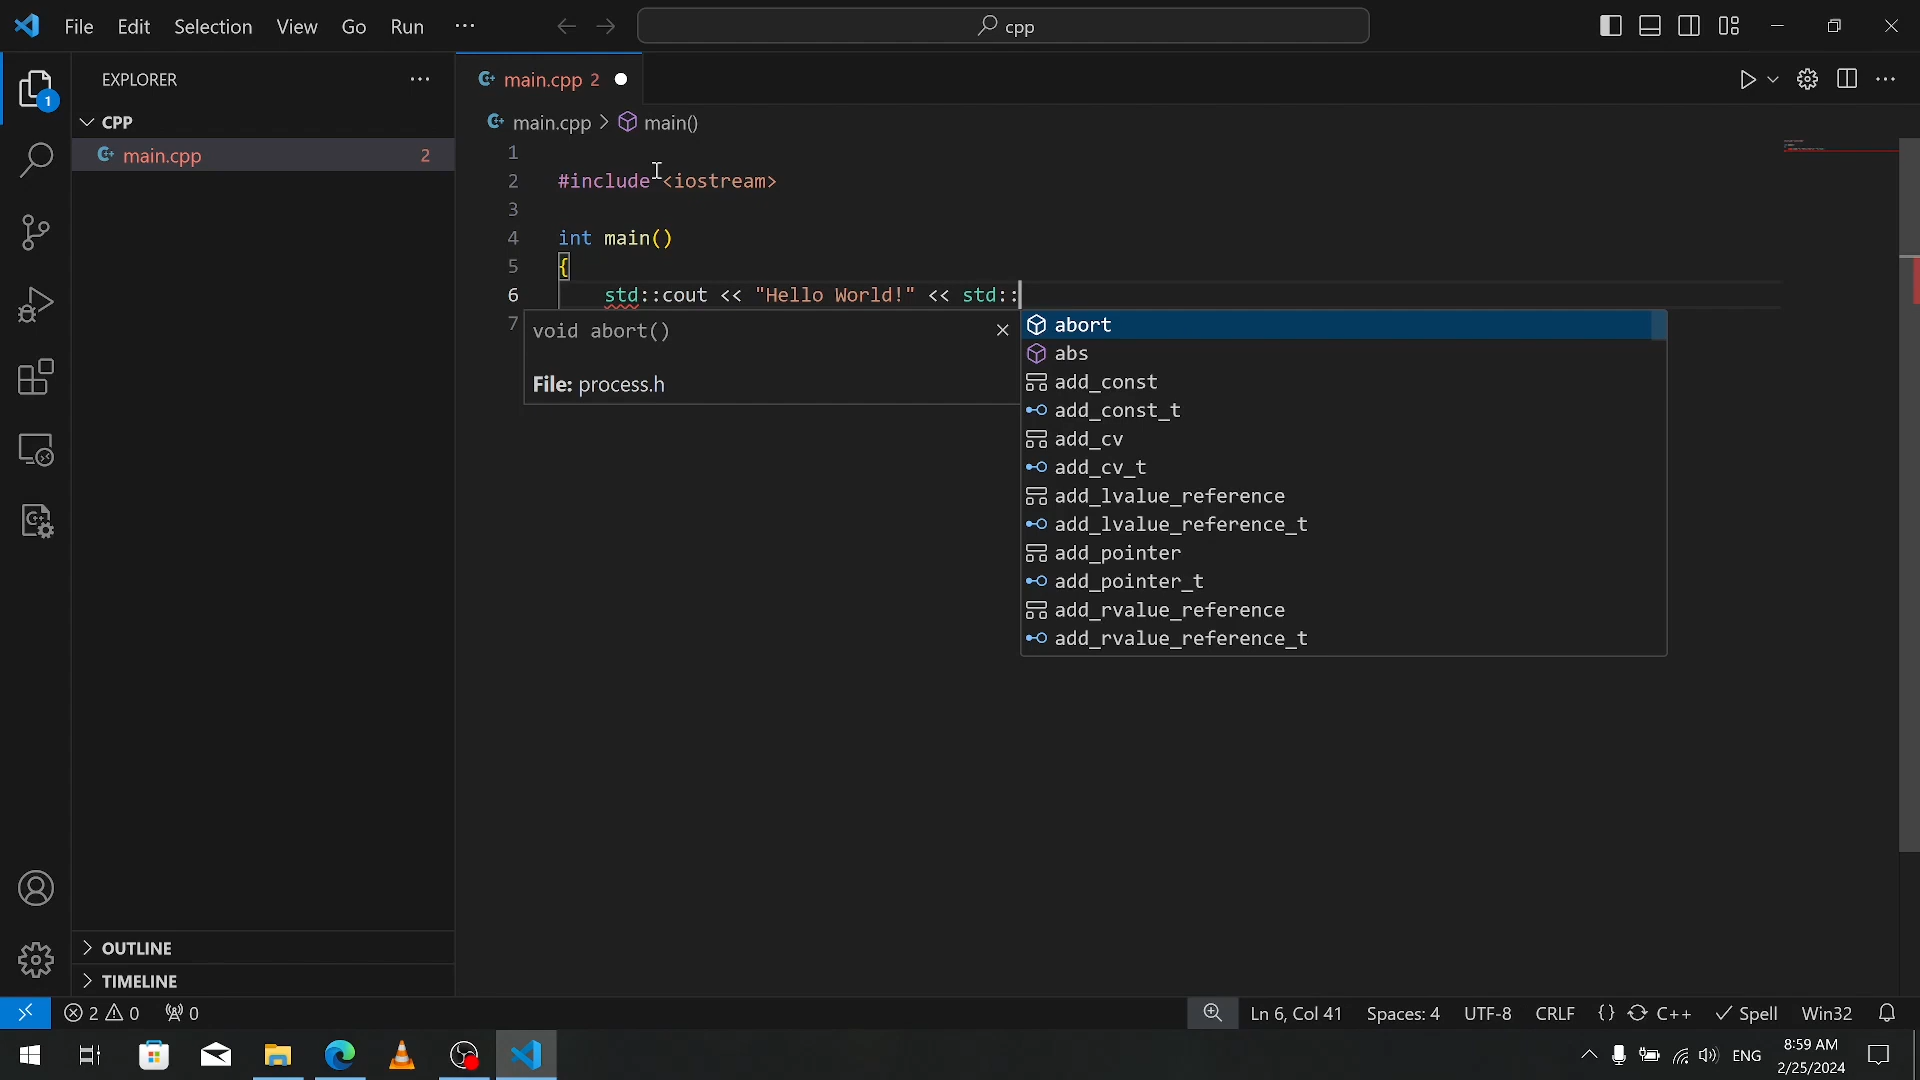 File Edit Selection View Go Run ···
cpp
EXPLORER
CPP
main.cpp 2
1
main.cpp 2
main.cpp > main()
1
2 #include <iostream>
3
4 int main()
5 {
6 std::cout << "Hello World!" << std::
7
void abort()
File: process.h
abort
abs
add_const
add_const_t
add_cv
add_cv_t
add_lvalue_reference
add_lvalue_reference_t
add_pointer
add_pointer_t
add_rvalue_reference
add_rvalue_reference_t
OUTLINE
TIMELINE
2 0 0 Ln 6, Col 41 Spaces: 4 UTF-8 CRLF {} C++ Spell Win32
ENG
8:59 AM
2/25/2024